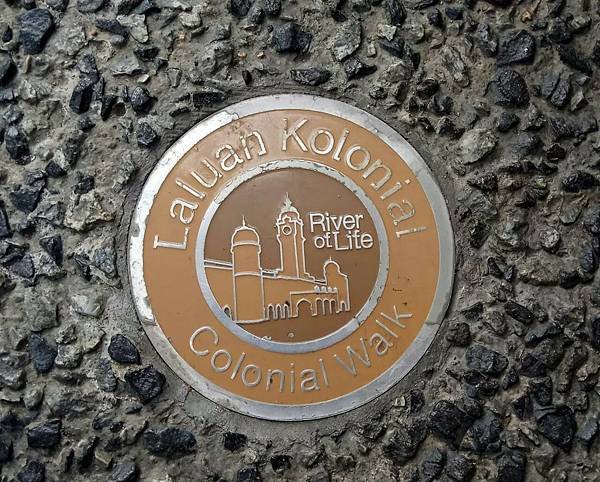 Laluan Kolonial
River
of Life
Colonial Walk